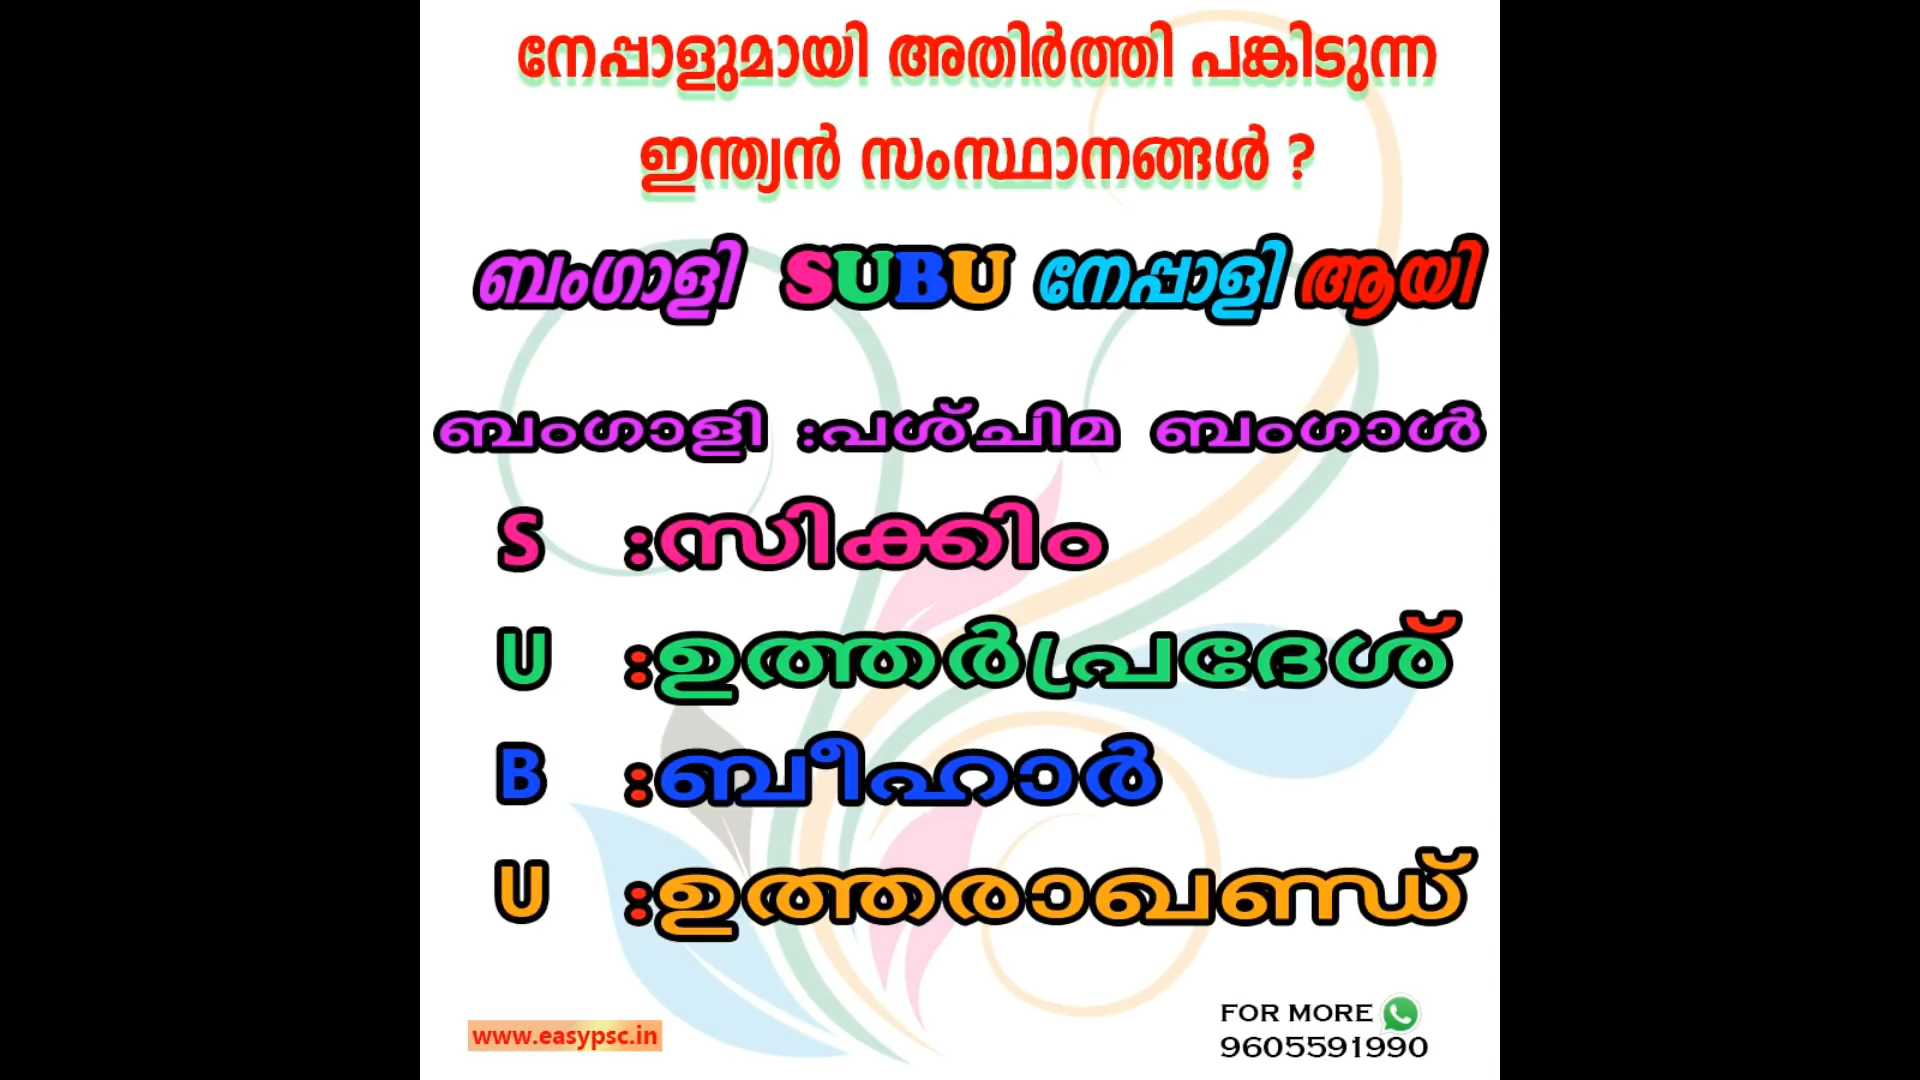 നേപ്പാളുമായി അതിർത്തി പങ്കിടുന്ന
ഇന്ത്യൻ സംസ്ഥാനങ്ങൾ ?
ബംഗാളി SUBU നേപ്പാളി ആയി
ബംഗാളി :പശ്ചിമ ബംഗാൾ
S :സിക്കിം
U :ഉത്തർപ്രദേശ്
B :ബീഹാർ
U :ഉത്തരാഖണ്ഡ്
www.easypsc.in
FOR MORE
9605591990